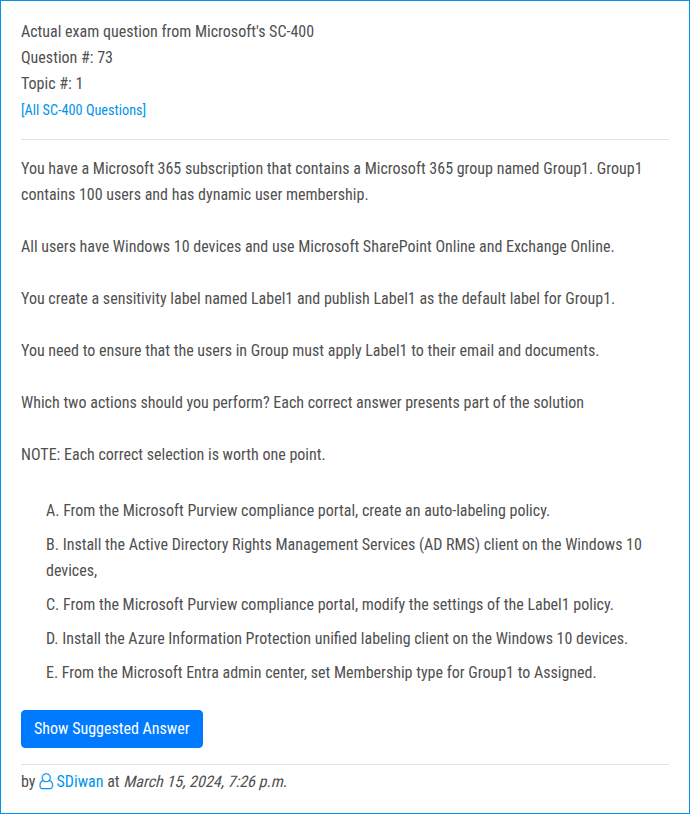 Actual exam question from Microsoft's SC-400
Question #: 73
Topic #: 1
[All SC-400 Questions]
You have a Microsoft 365 subscription that contains a Microsoft 365 group named Group1. Group1
contains 100 users and has dynamic user membership.
All users have Windows 10 devices and use Microsoft SharePoint Online and Exchange Online.
You create a sensitivity label named Label1 and publish Label1 as the default label for Group1.
You need to ensure that the users in Group must apply Label1 to their email and documents.
Which two actions should you perform? Each correct answer presents part of the solution
NOTE: Each correct selection is worth one point.
A. From the Microsoft Purview compliance portal, create an auto-labeling policy.
B. Install the Active Directory Rights Management Services (AD RMS) client on the Windows 10
devices,
C. From the Microsoft Purview compliance portal, modify the settings of the Label1 policy.
D. Install the Azure Information Protection unified labeling client on the Windows 10 devices.
E. From the Microsoft Entra admin center, set Membership type for Group1 to Assigned.
Show Suggested Answer
by SDiwan at March 15, 2024, 7:26 p.m.